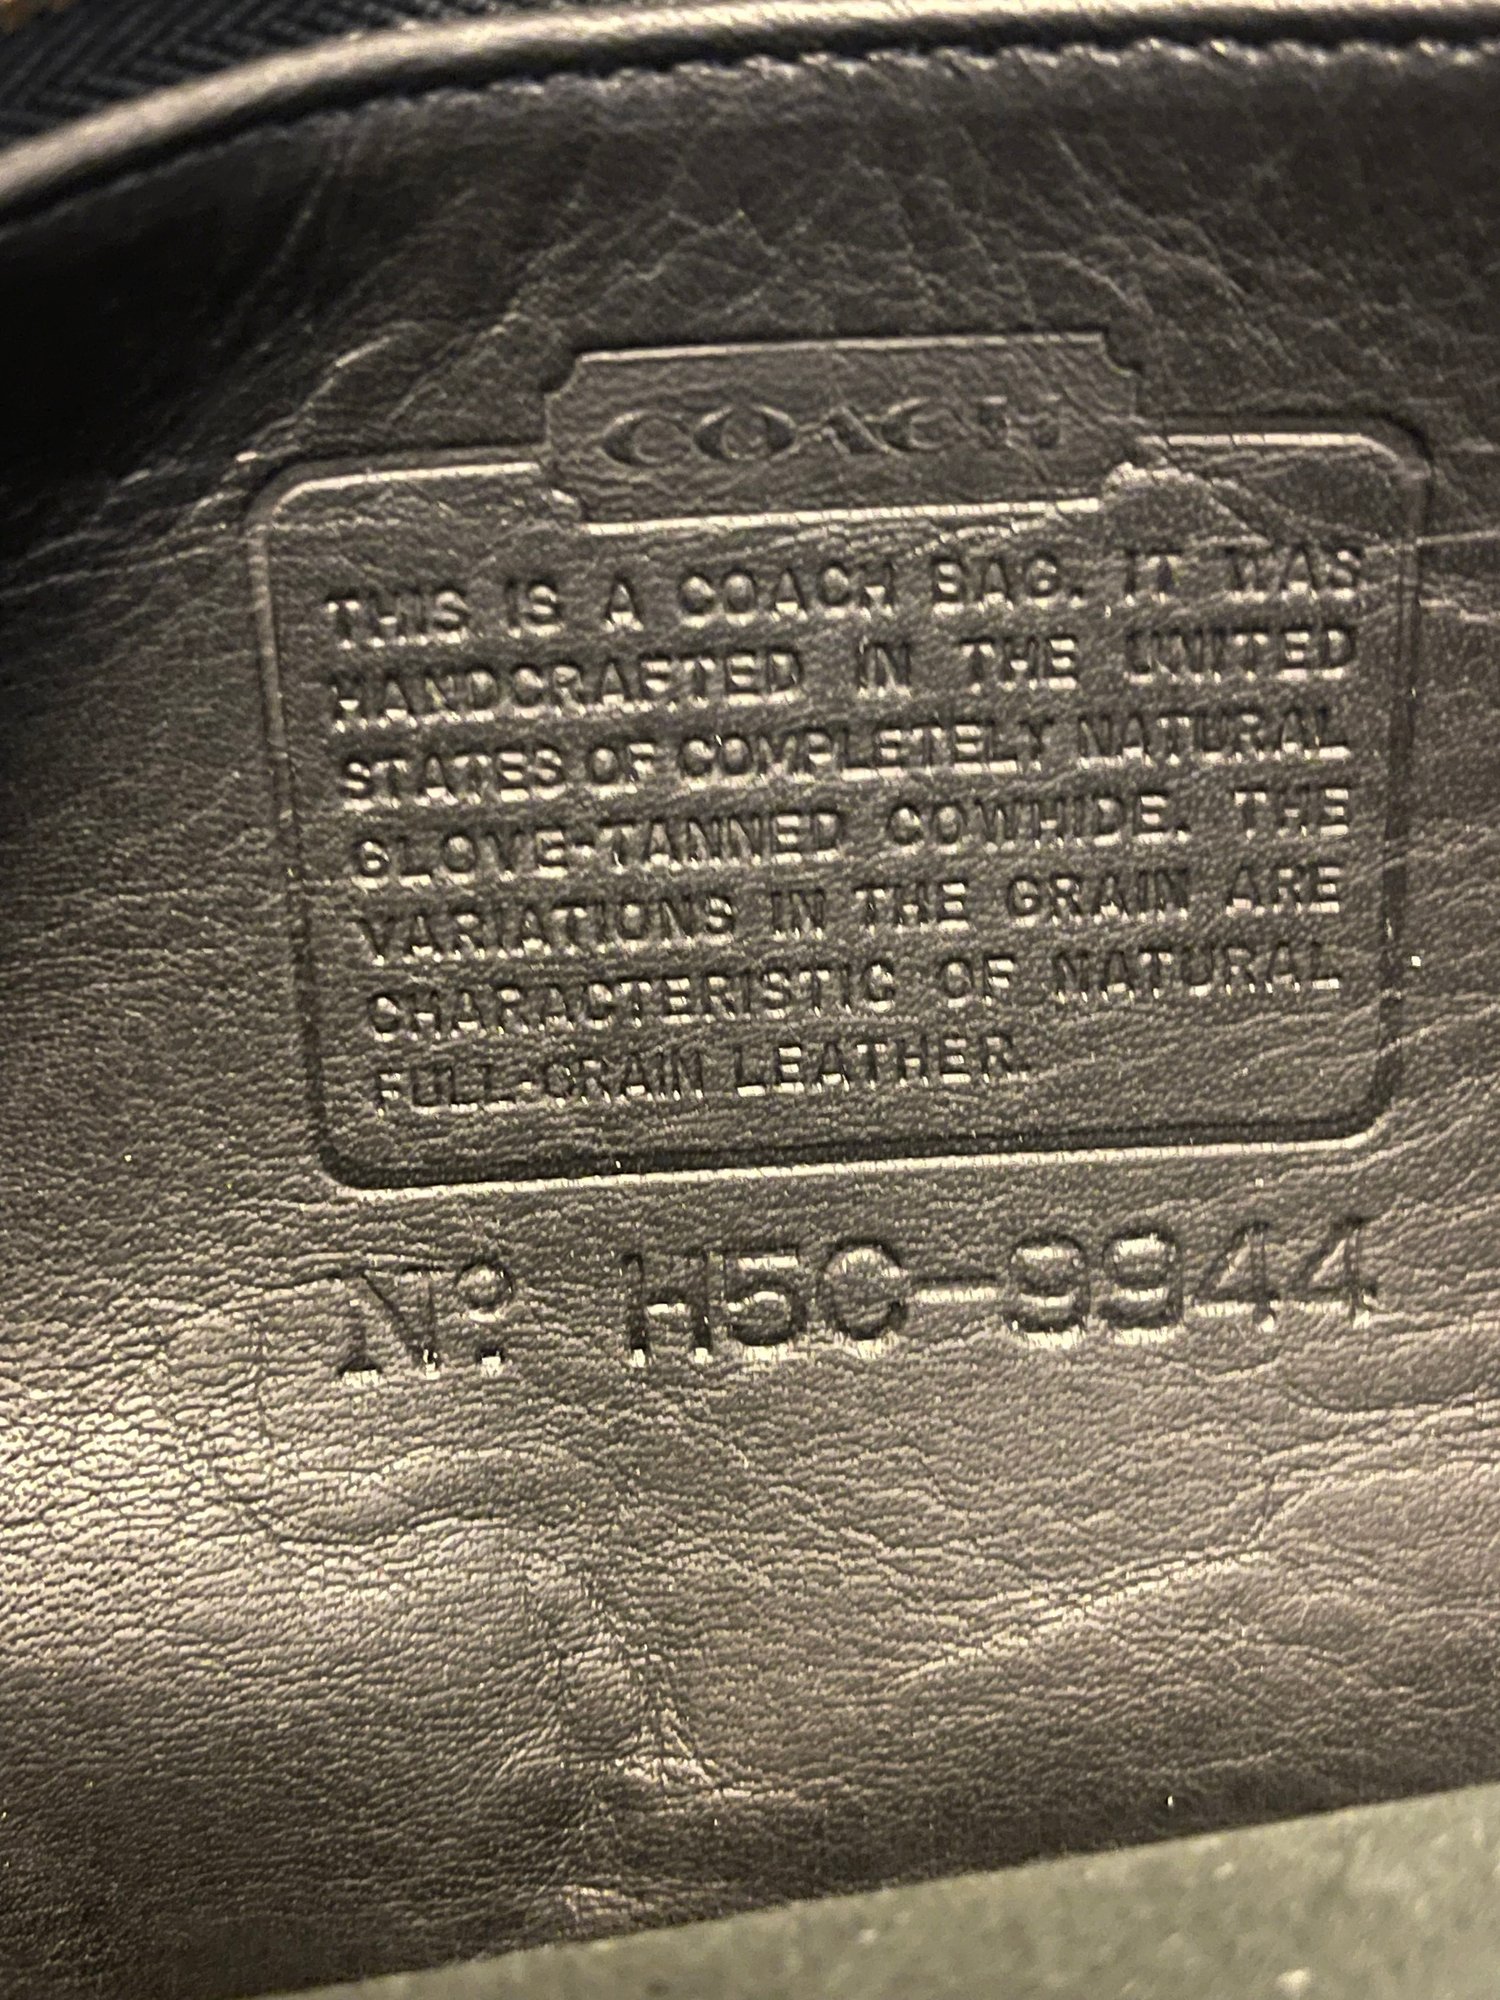 COACH
THIS IS A COACH BAG. IT WAS
HANDCRAFTED IN THE UNITED
STATES OF COMPLETELY NATURAL
GLOVE-TANNED COWHIDE. THE
VARIATIONS IN THE GRAIN ARE
CHARACTERISTIC OF NATURAL
FULL-GRAIN LEATHER.
Nº H5C-9944